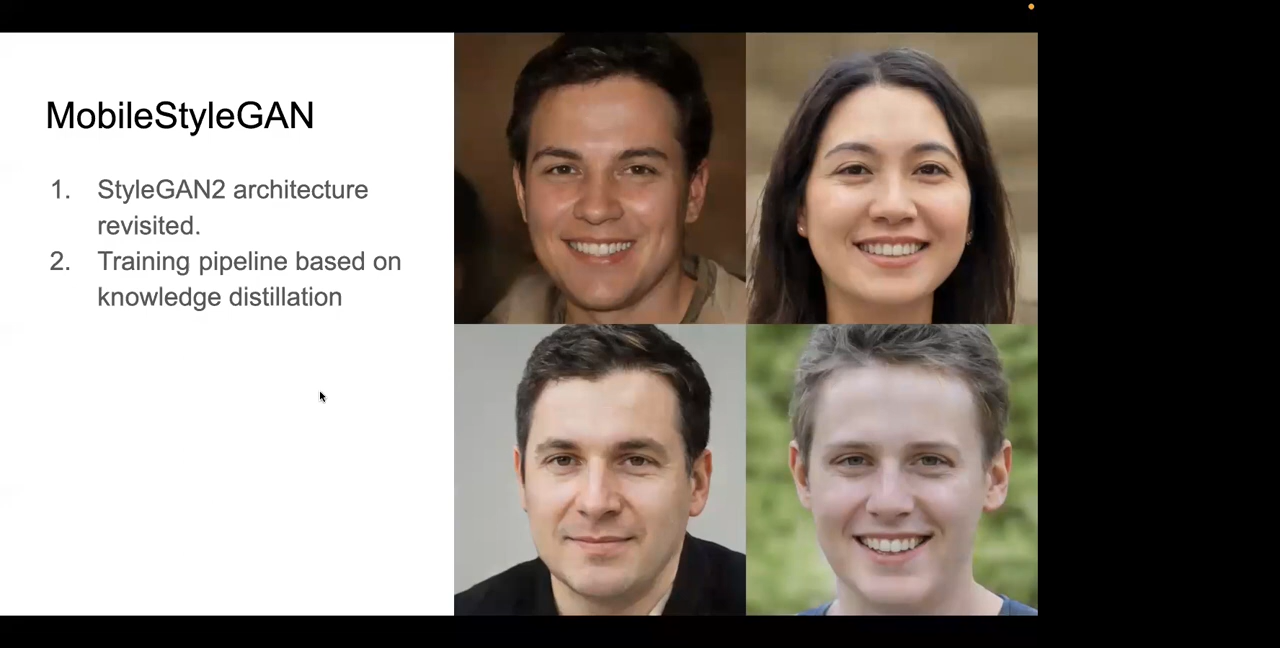 MobileStyleGAN
1. StyleGAN2 architecture
revisited.
2. Training pipeline based on
knowledge distillation